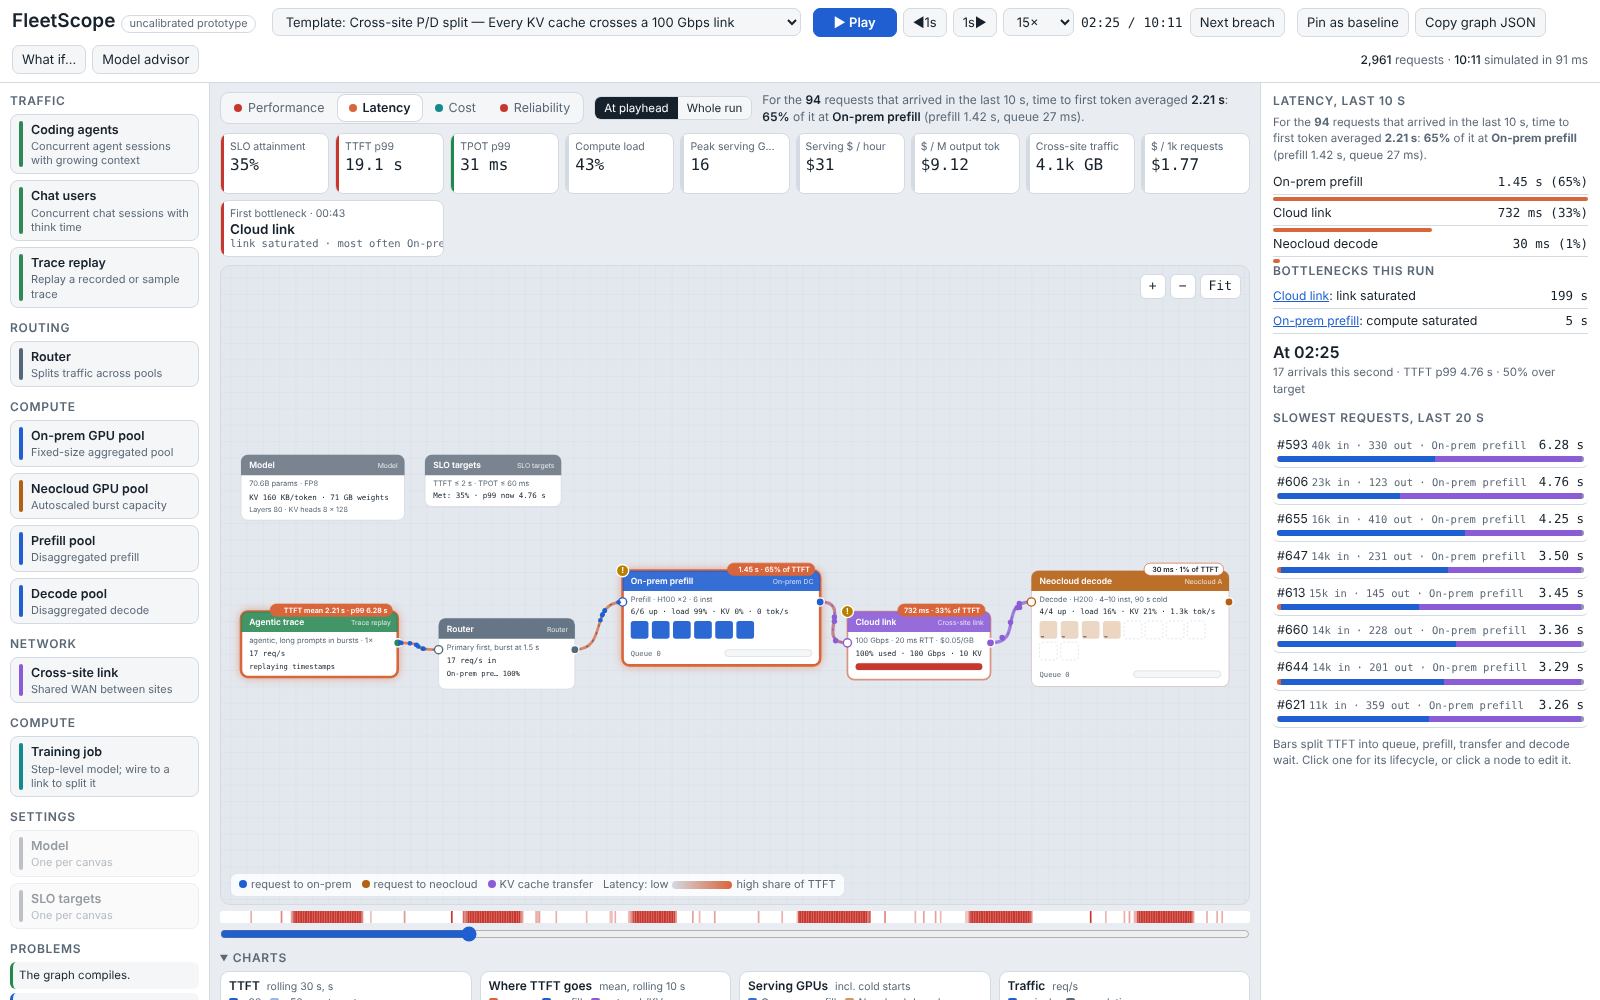 FleetScope
uncalibrated prototype
Template: Cross-site P/D split — Every KV cache crosses a 100 Gbps link
▶ Play
◀1s
1s▶
15×
02:25 / 10:11
Next breach
Pin as baseline
Copy graph JSON
What if...
Model advisor
2,961 requests · 10:11 simulated in 91 ms
TRAFFIC
Coding agents
Concurrent agent sessions
with growing context
Chat users
Concurrent chat sessions with
think time
Trace replay
Replay a recorded or sample
trace
ROUTING
Router
Splits traffic across pools
COMPUTE
On-prem GPU pool
Fixed-size aggregated pool
Neocloud GPU pool
Autoscaled burst capacity
Prefill pool
Disaggregated prefill
Decode pool
Disaggregated decode
NETWORK
Cross-site link
Shared WAN between sites
COMPUTE
Training job
Step-level model; wire to a
link to split it
SETTINGS
Model
One per canvas
SLO targets
One per canvas
PROBLEMS
The graph compiles.
Performance
Latency
Cost
Reliability
At playhead
Whole run
For the 94 requests that arrived in the last 10 s, time to first token averaged 2.21 s:
65% of it at On-prem prefill (prefill 1.42 s, queue 27 ms).
SLO attainment
35%
TTFT p99
19.1 s
TPOT p99
31 ms
Compute load
43%
Peak serving G...
16
Serving $ / hour
$31
$ / M output tok
$9.12
Cross-site traffic
4.1k GB
$ / 1k requests
$1.77
First bottleneck · 00:43
Cloud link
link saturated · most often On-pre
+
−
Fit
Model
Model
70.6B params · FP8
KV 160 KB/token · 71 GB weights
Layers 80 · KV heads 8 × 128
SLO targets
SLO targets
TTFT ≤ 2 s · TPOT ≤ 60 ms
Met: 35% · p99 now 4.76 s
TTFT mean 2.21 s · p99 6.28 s
Agentic trace
Trace replay
agentic, long prompts in bursts · 1×
17 req/s
replaying timestamps
Router
Router
Primary first, burst at 1.5 s
17 req/s in
On-prem pre… 100%
!
1.45 s · 65% of TTFT
On-prem prefill
On-prem DC
Prefill · H100 ×2 · 6 inst
6/6 up · load 99% · KV 0% · 0 tok/s
Queue 0
!
732 ms · 33% of TTFT
Cloud link
Cross-site link
100 Gbps · 20 ms RTT · $0.05/GB
100% used · 100 Gbps · 10 KV
30 ms · 1% of TTFT
Neocloud decode
Neocloud A
Decode · H200 · 4–10 inst, 90 s cold
4/4 up · load 16% · KV 21% · 1.3k tok/s
Queue 0
request to on-prem
request to neocloud
KV cache transfer
Latency: low
high share of TTFT
▼ CHARTS
TTFT rolling 30 s, s
Where TTFT goes mean, rolling 10 s
Serving GPUs incl. cold starts
Traffic req/s
LATENCY, LAST 10 S
For the 94 requests that arrived in the last 10 s, time to
first token averaged 2.21 s: 65% of it at On-prem prefill
(prefill 1.42 s, queue 27 ms).
On-prem prefill 1.45 s (65%)
Cloud link 732 ms (33%)
Neocloud decode 30 ms (1%)
BOTTLENECKS THIS RUN
Cloud link: link saturated 199 s
On-prem prefill: compute saturated 5 s
At 02:25
17 arrivals this second · TTFT p99 4.76 s · 50% over
target
SLOWEST REQUESTS, LAST 20 S
#593 40k in · 330 out · On-prem prefill 6.28 s
#606 23k in · 123 out · On-prem prefill 4.76 s
#655 16k in · 410 out · On-prem prefill 4.25 s
#647 14k in · 231 out · On-prem prefill 3.50 s
#613 15k in · 145 out · On-prem prefill 3.45 s
#660 14k in · 228 out · On-prem prefill 3.36 s
#644 14k in · 201 out · On-prem prefill 3.29 s
#621 11k in · 359 out · On-prem prefill 3.26 s
Bars split TTFT into queue, prefill, transfer and decode
wait. Click one for its lifecycle, or click a node to edit it.